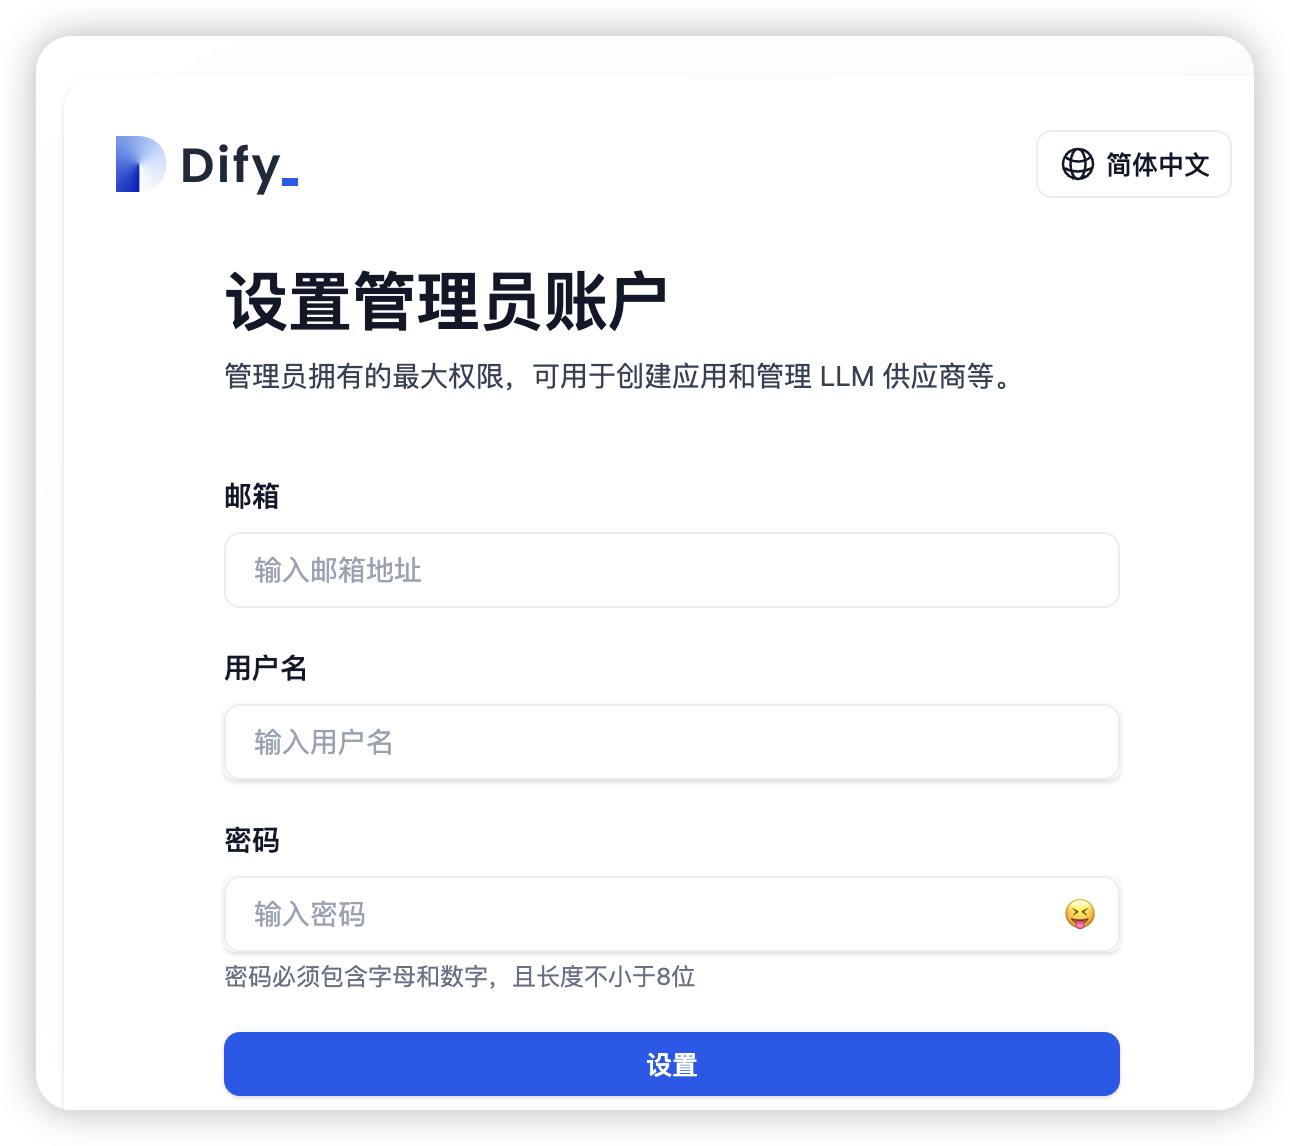 Dify_
简体中文
设置管理员账户
管理员拥有的最大权限，可用于创建应用和管理 LLM 供应商等。
邮箱
输入邮箱地址
用户名
输入用户名
密码
输入密码
密码必须包含字母和数字，且长度不小于8位
设置